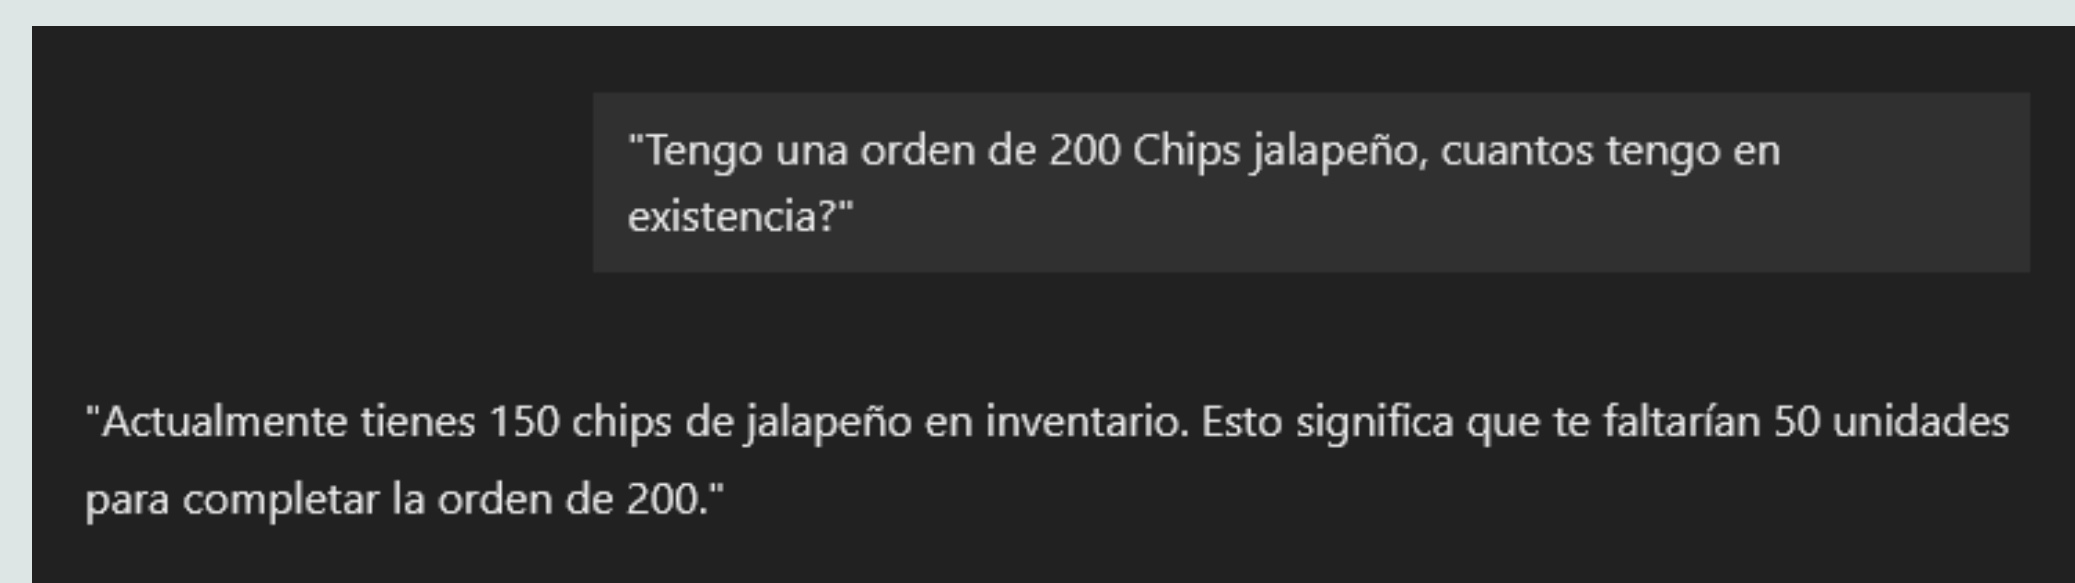 "Tengo una orden de 200 Chips jalapeño, cuantos tengo en
existencia?"
"Actualmente tienes 150 chips de jalapeño en inventario. Esto significa que te faltarían 50 unidades
para completar la orden de 200."